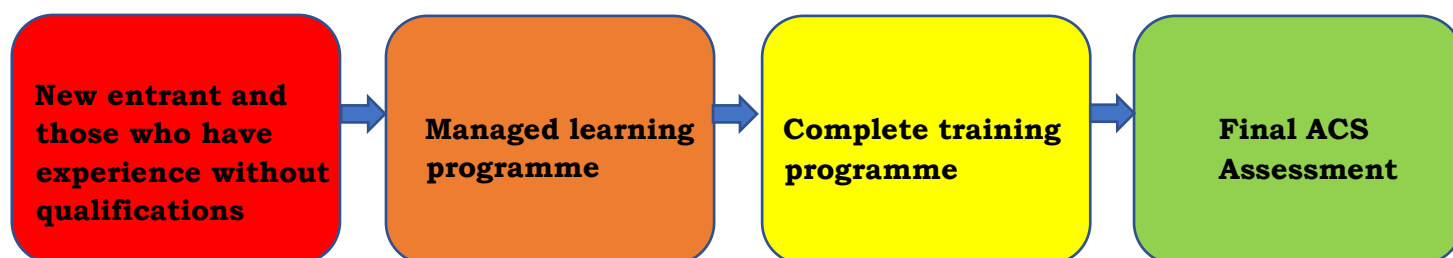 New entrant and
those who have
experience without
qualifications
Managed learning
programme
Complete training
programme
Final ACS
Assessment